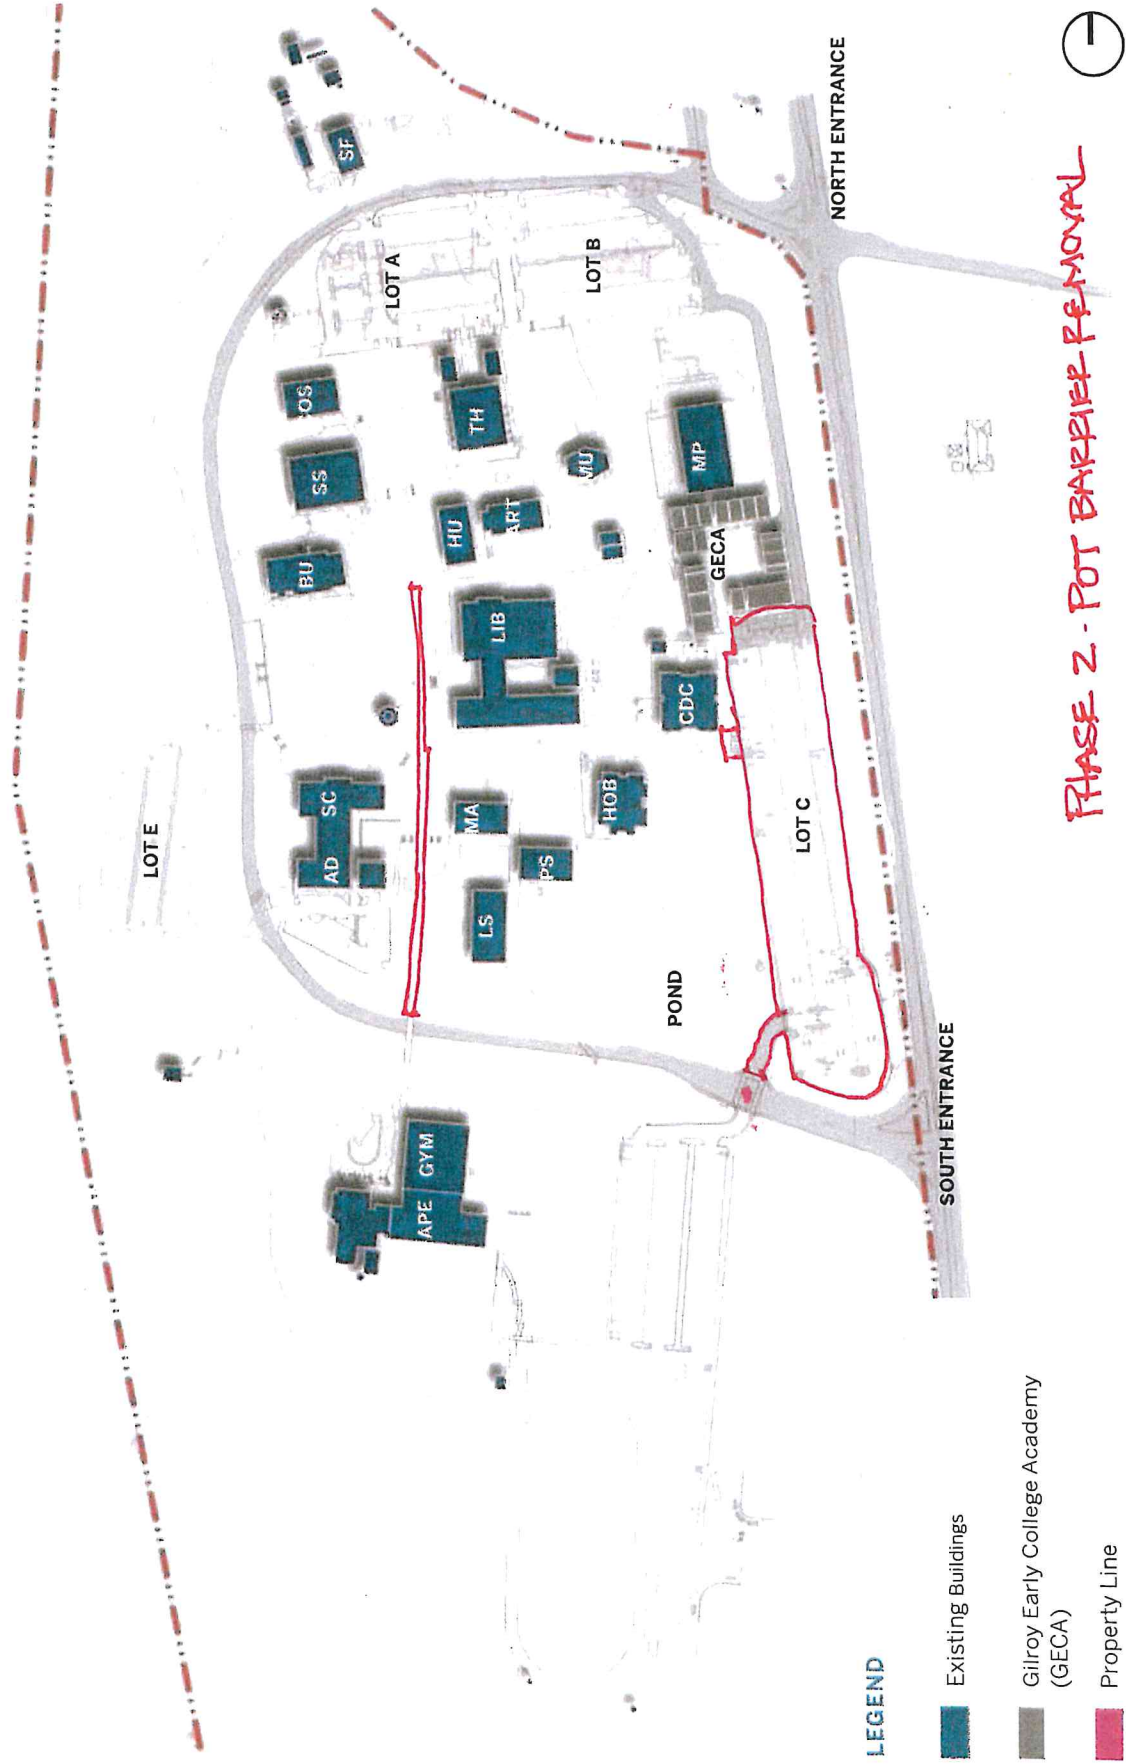 LOT E
AD
SC
BU
SS
OS
SF
LOT A
GYM
APE
LS
MA
PS
LIB
HU
ART
TH
HOB
MU
LOT B
POND
CDC
GECA
MP
LOT C
SOUTH ENTRANCE
NORTH ENTRANCE
LEGEND
Existing Buildings
Gilroy Early College Academy
(GECA)
Property Line
PHASE 2 - POT BARRIER REMOVAL